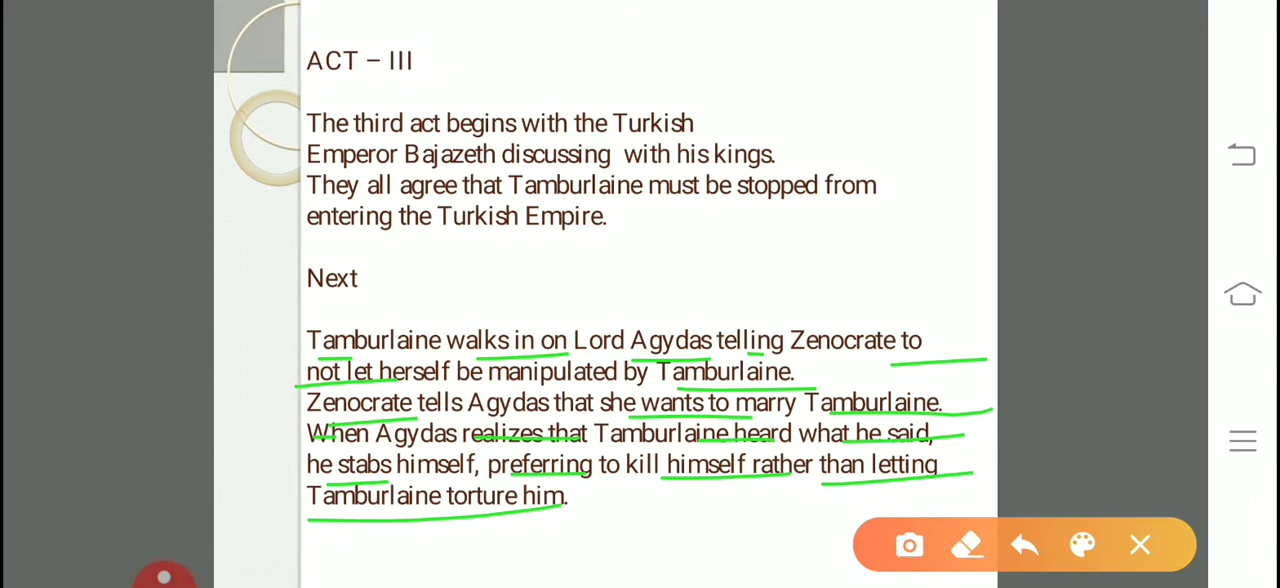 ACT – III
The third act begins with the Turkish
Emperor Bajazeth discussing with his kings.
They all agree that Tamburlaine must be stopped from
entering the Turkish Empire.
Next
Tamburlaine walks in on Lord Agydas telling Zenocrate to
not let herself be manipulated by Tamburlaine.
Zenocrate tells Agydas that she wants to marry Tamburlaine.
When Agydas realizes that Tamburlaine heard what he said,
he stabs himself, preferring to kill himself rather than letting
Tamburlaine torture him.